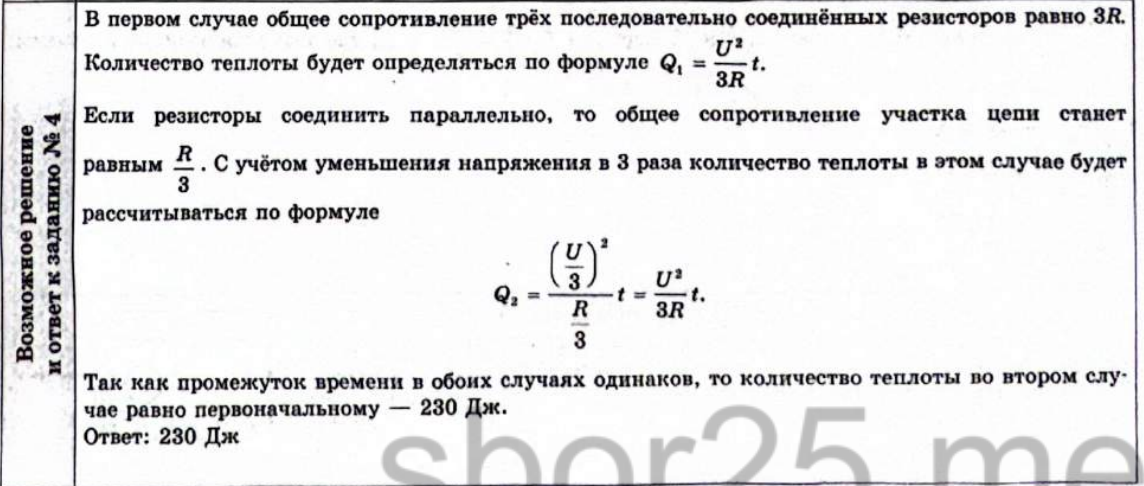 Возможное решение
и ответ к заданию № 4
В первом случае общее сопротивление трёх последовательно соединённых резисторов равно 3R.
Количество теплоты будет определяться по формуле Q₁ = U²/3R t.
Если резисторы соединить параллельно, то общее сопротивление участка цепи станет
равным R/3. С учётом уменьшения напряжения в 3 раза количество теплоты в этом случае будет
рассчитываться по формуле
Q₂ = (U/3)²/(R/3) t = U²/3R t.
Так как промежуток времени в обоих случаях одинаков, то количество теплоты во втором слу-
чае равно первоначальному — 230 Дж.
Ответ: 230 Дж
sbor25.me